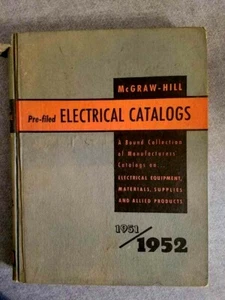 McGRAW-HILL
Pre-filed ELECTRICAL CATALOGS
A Bound Collection
of Manufacturers'
Catalogs on....
ELECTRICAL EQUIPMENT,
MATERIALS, SUPPLIES
AND ALLIED PRODUCTS
1951/1952